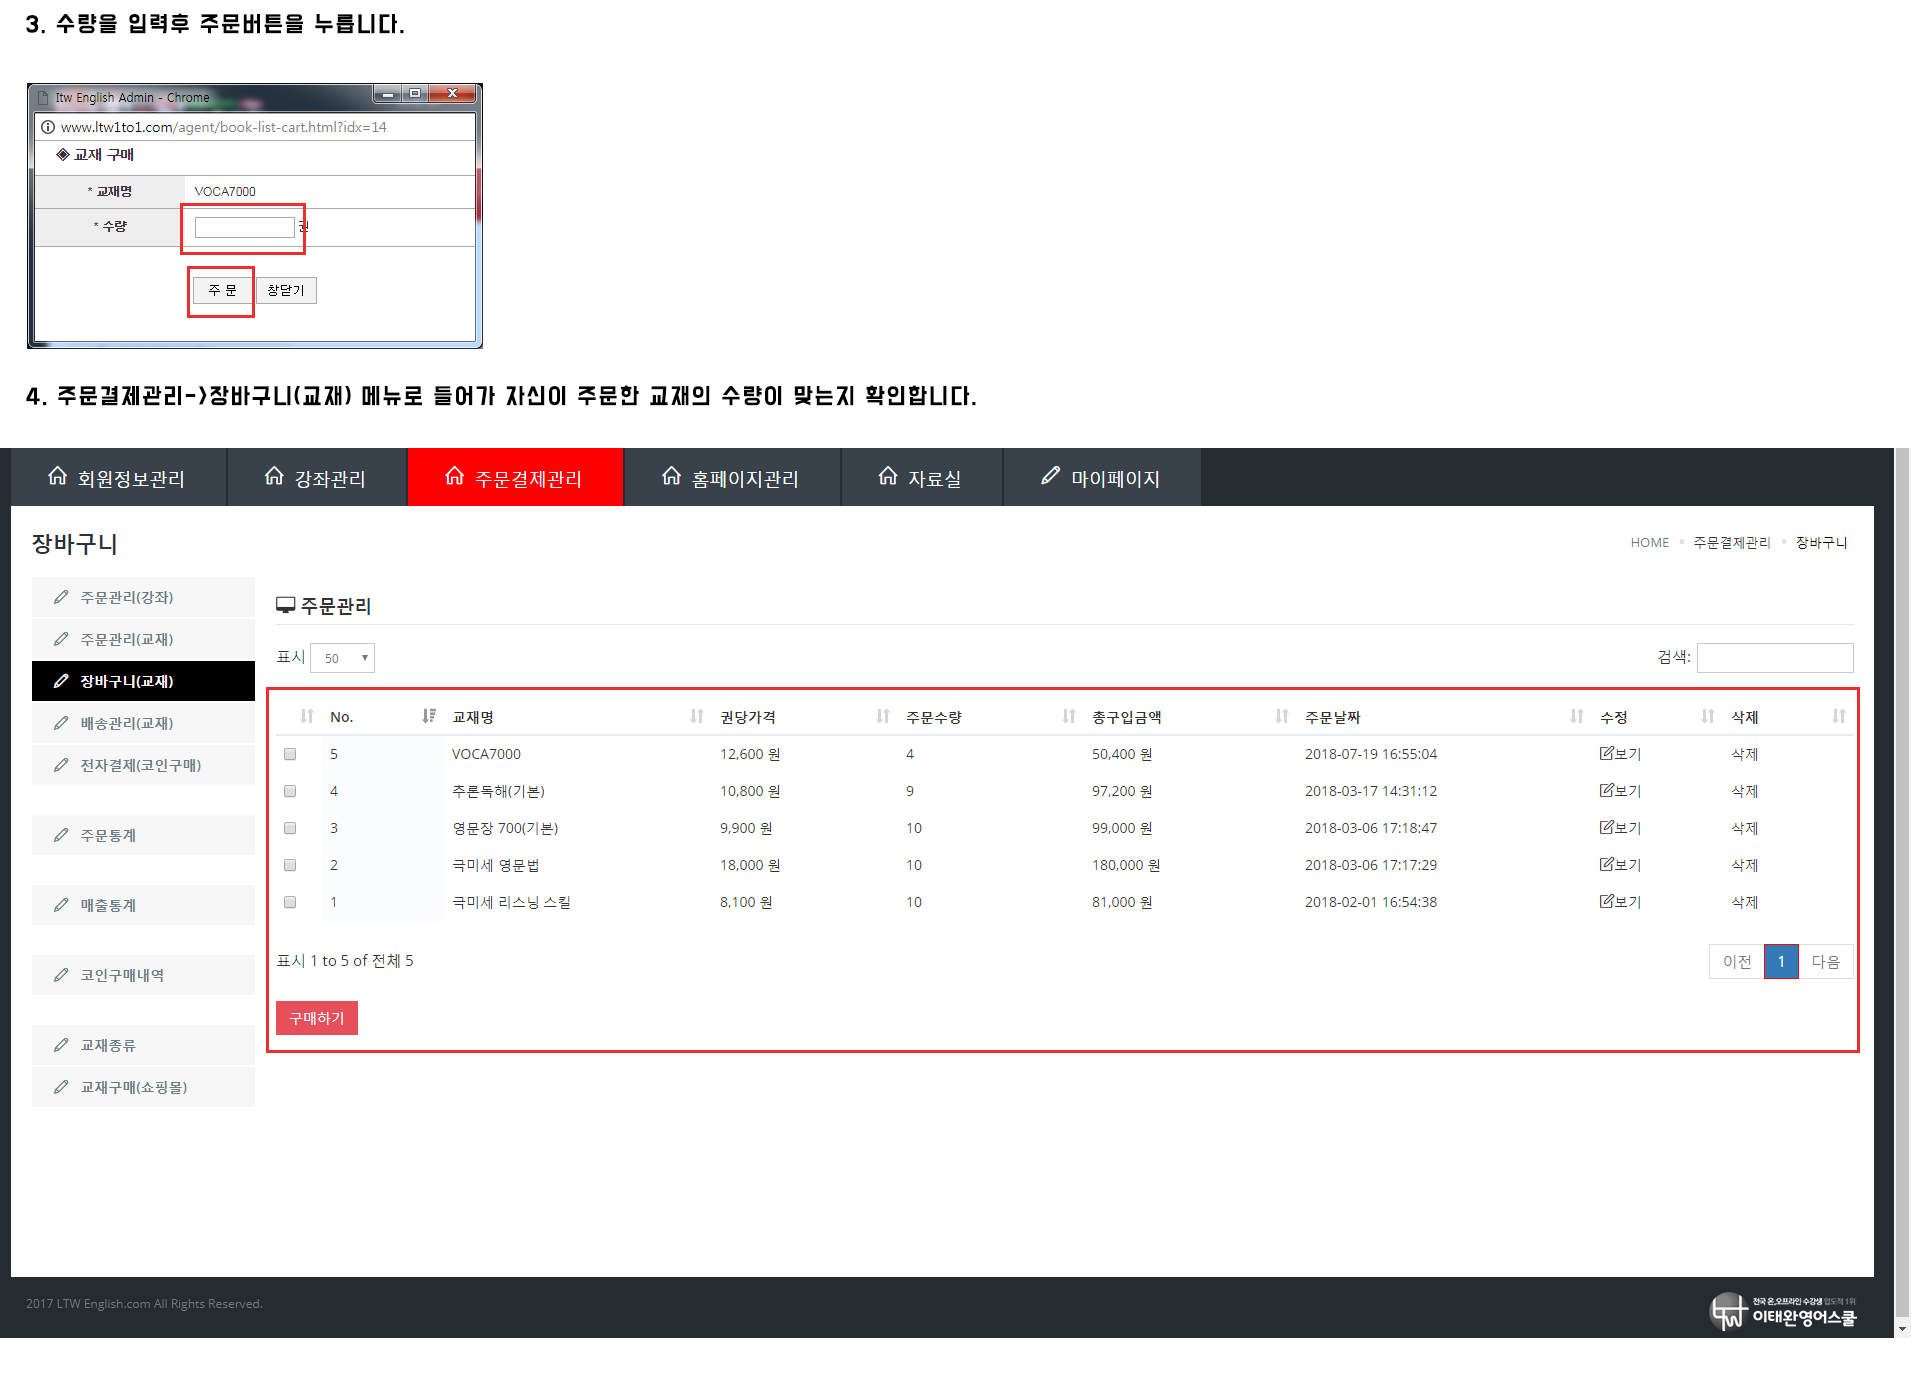 3. 수량을 입력후 주문버튼을 누릅니다.
ltw English Admin - Chrome
www.ltw1to1.com/agent/book-list-cart.html?idx=14
◈ 교재 구매
* 교재명 VOCA7000
* 수량 권
주 문 창닫기
4. 주문결제관리->장바구니(교재) 메뉴로 들어가 자신이 주문한 교재의 수량이 맞는지 확인합니다.
회원정보관리 강좌관리 주문결제관리 홈페이지관리 자료실 마이페이지
장바구니
HOME 주문결제관리 장바구니
주문관리(강좌)
주문관리(교재)
장바구니(교재)
배송관리(교재)
전자결제(코인구매)
주문통계
매출통계
코인구매내역
교재종류
교재구매(쇼핑몰)
주문관리
표시 50 검색:
No. 교재명 권당가격 주문수량 총구입금액 주문날짜 수정 삭제
5 VOCA7000 12,600 원 4 50,400 원 2018-07-19 16:55:04 보기 삭제
4 추론독해(기본) 10,800 원 9 97,200 원 2018-03-17 14:31:12 보기 삭제
3 영문장 700(기본) 9,900 원 10 99,000 원 2018-03-06 17:18:47 보기 삭제
2 극미세 영문법 18,000 원 10 180,000 원 2018-03-06 17:17:29 보기 삭제
1 극미세 리스닝 스킬 8,100 원 10 81,000 원 2018-02-01 16:54:38 보기 삭제
표시 1 to 5 of 전체 5
이전 1 다음
구매하기
2017 LTW English.com All Rights Reserved.
LTW
전국 온,오프라인 수강생 압도적 1위
이태완영어스쿨